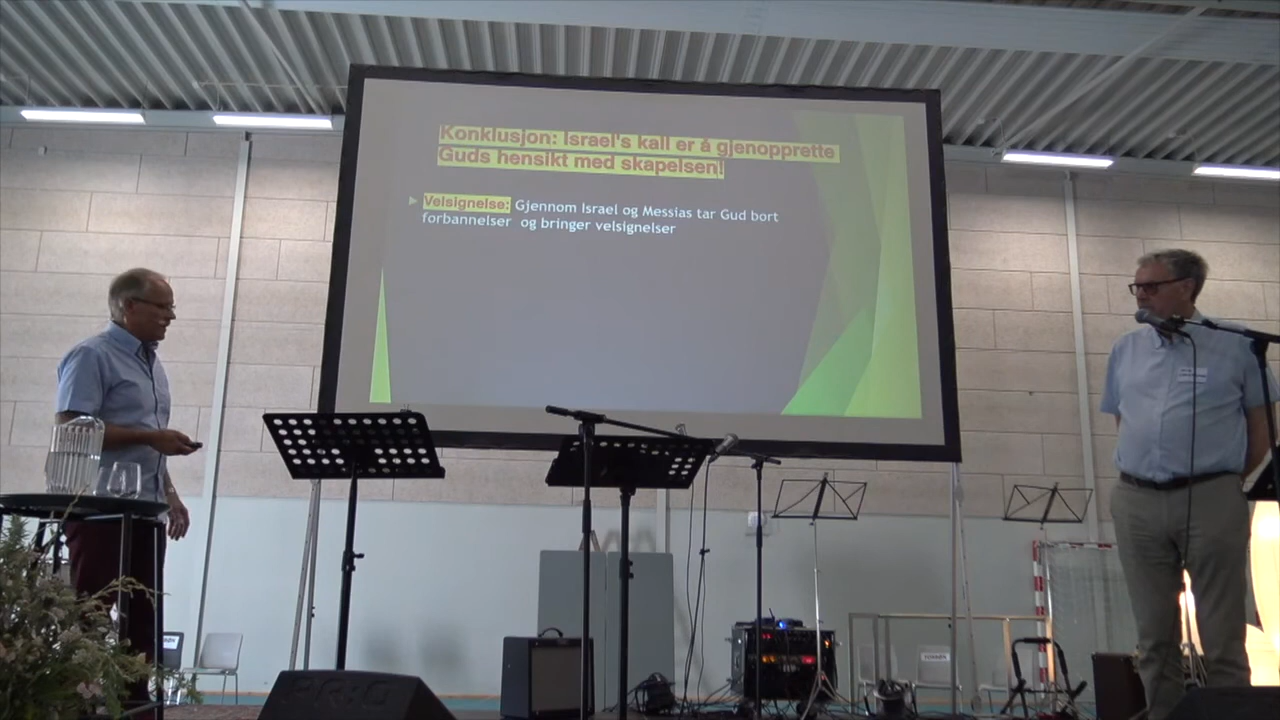 Konklusjon: Israel's kall er å gjenopprette
Guds hensikt med skapelsen!
Velsignelse: Gjennom Israel og Messias tar Gud bort
forbannelser og bringer velsignelser